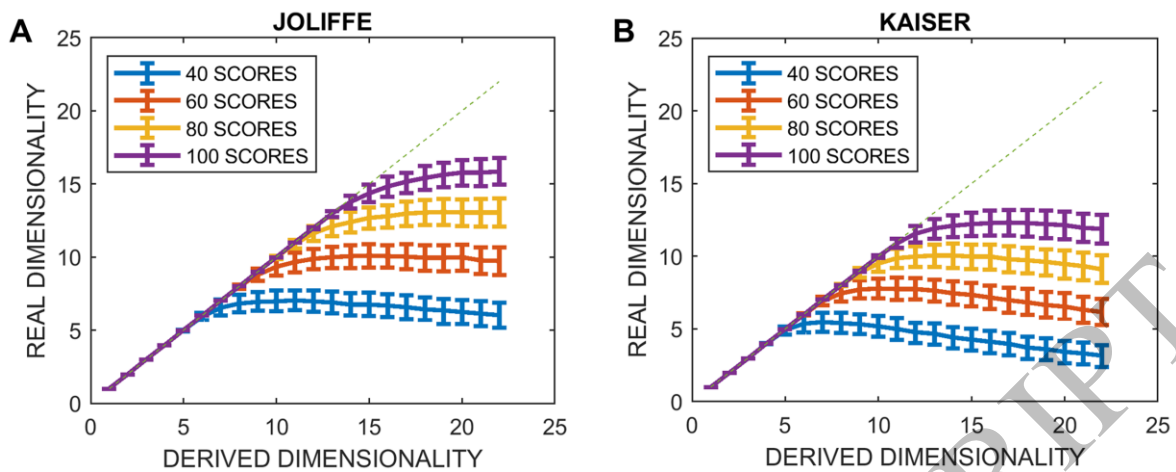 A
JOLIFFE
25
20
15
10
5
0
REAL DIMENSIONALITY
40 SCORES
60 SCORES
80 SCORES
100 SCORES
0
5
10
15
20
25
DERIVED DIMENSIONALITY
B
KAISER
25
20
15
10
5
0
REAL DIMENSIONALITY
40 SCORES
60 SCORES
80 SCORES
100 SCORES
0
5
10
15
20
25
DERIVED DIMENSIONALITY
RIPT